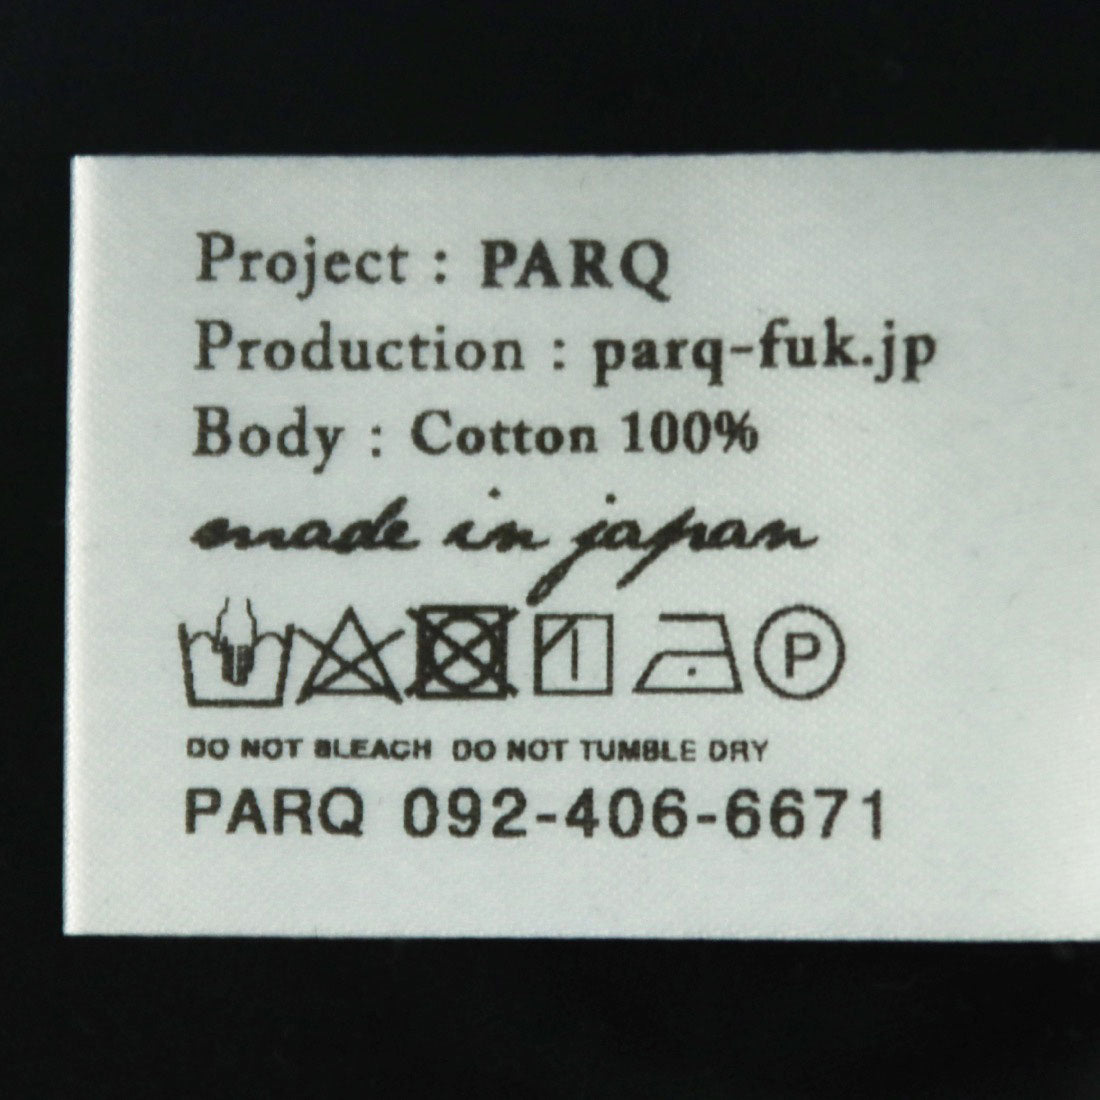 Project : PARQ
Production : parq-fuk.jp
Body : Cotton 100%
made in japan
P
DO NOT BLEACH DO NOT TUMBLE DRY
PARQ 092-406-6671